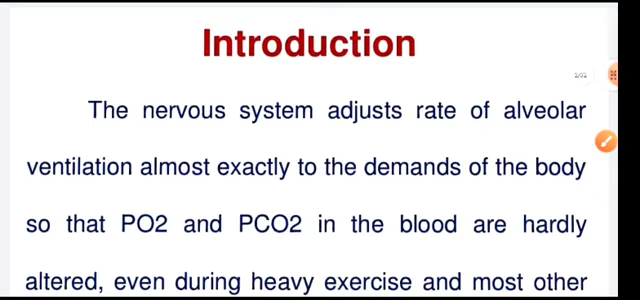 Introduction
The nervous system adjusts rate of alveolar
ventilation almost exactly to the demands of the body
so that PO2 and PCO2 in the blood are hardly
altered, even during heavy exercise and most other